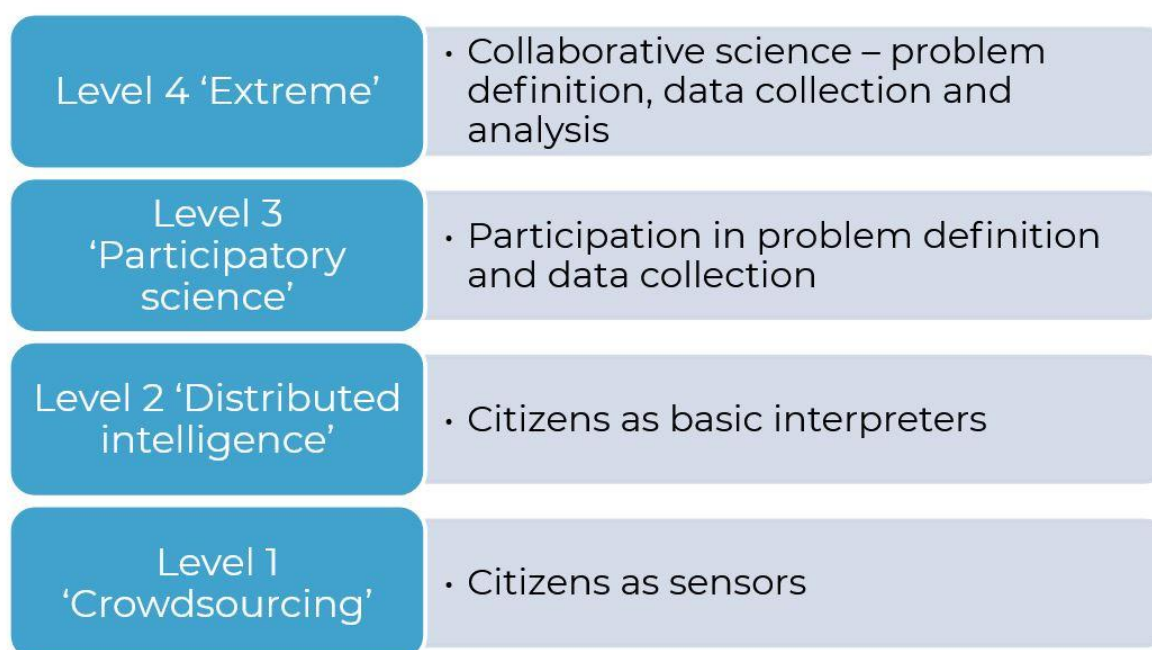 Level 4 ‘Extreme’
• Collaborative science – problem
definition, data collection and
analysis
Level 3
‘Participatory
science’
• Participation in problem definition
and data collection
Level 2 ‘Distributed
intelligence’
• Citizens as basic interpreters
Level 1
‘Crowdsourcing’
• Citizens as sensors